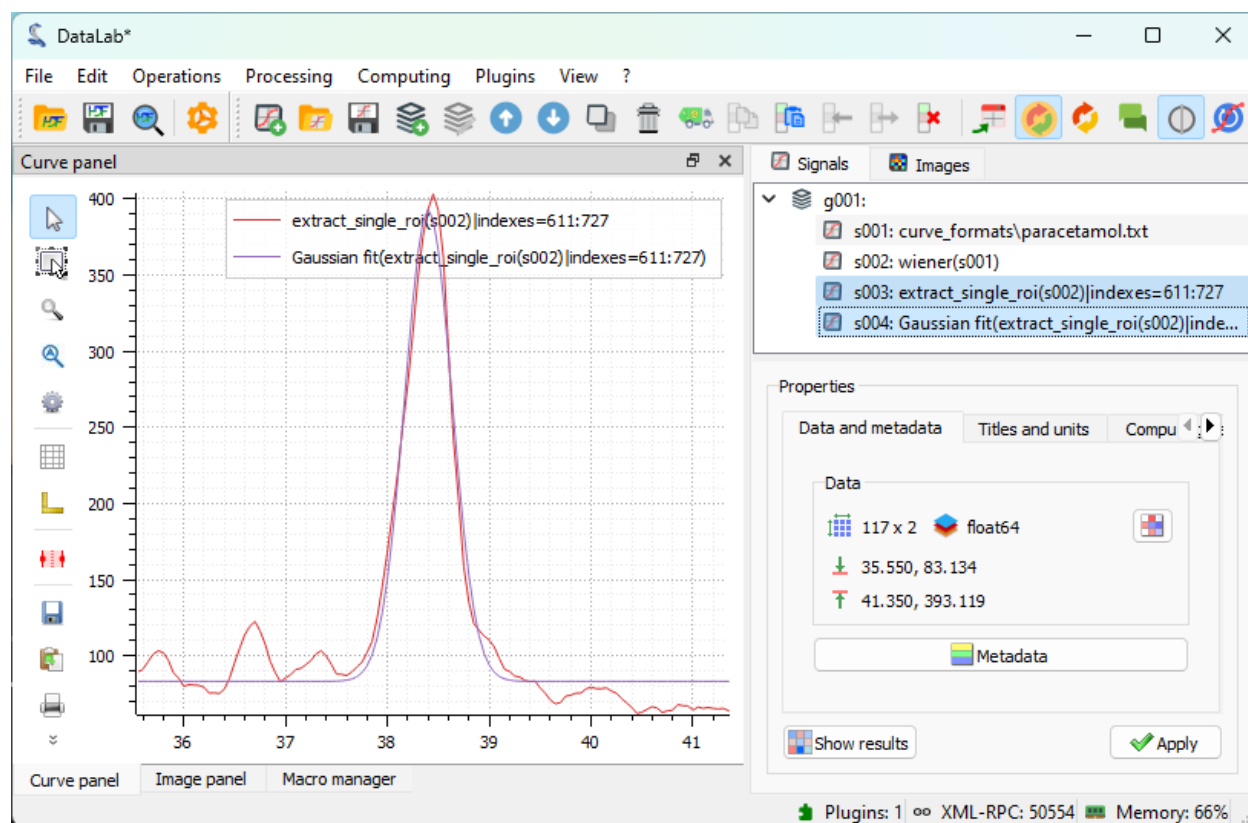 DataLab*
File Edit Operations Processing Computing Plugins View ?
Curve panel
400
350
300
250
200
150
100
36 37 38 39 40 41
extract_single_roi(s002)|indexes=611:727
Gaussian fit(extract_single_roi(s002)|indexes=611:727)
Curve panel Image panel Macro manager
Signals Images
g001:
s001: curve_formats\paracetamol.txt
s002: wiener(s001)
s003: extract_single_roi(s002)|indexes=611:727
s004: Gaussian fit(extract_single_roi(s002)|inde...
Properties
Data and metadata Titles and units Compu
Data
117 x 2 float64
35.550, 83.134
41.350, 393.119
Metadata
Show results Apply
Plugins: 1 XML-RPC: 50554 Memory: 66%